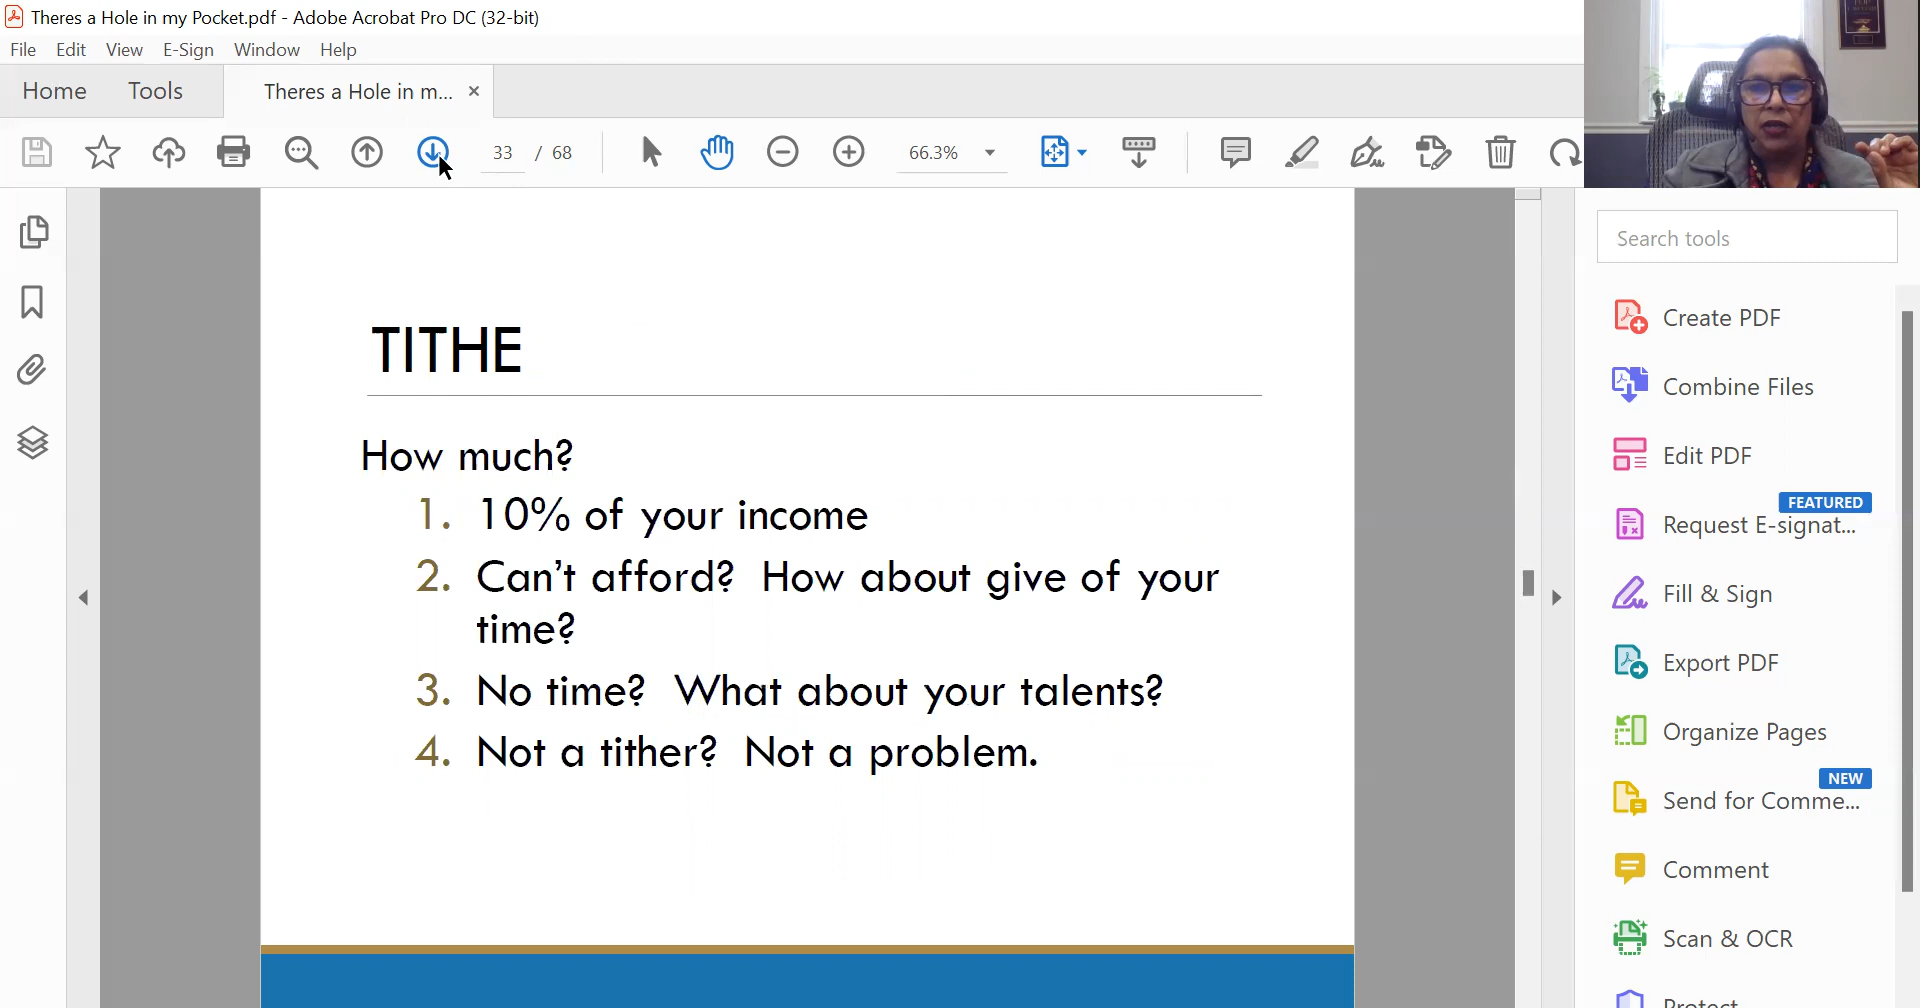 Theres a Hole in my Pocket.pdf - Adobe Acrobat Pro DC (32-bit)
File Edit View E-Sign Window Help
Home Tools Theres a Hole in m... ×
33 / 68 66.3%
Search tools
Create PDF
Combine Files
Edit PDF
FEATURED
Request E-signat...
Fill & Sign
Export PDF
Organize Pages
NEW
Send for Comme...
Comment
Scan & OCR
Protect
TITHE
How much?
1. 10% of your income
2. Can't afford? How about give of your
time?
3. No time? What about your talents?
4. Not a tither? Not a problem.